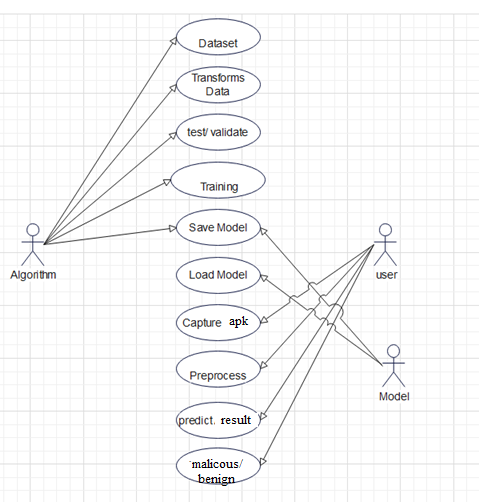 Dataset
Transforms
Data
test/ validate
Training
Save Model
Algorithm
Load Model
user
Capture apk
Preprocess
Model
predict. result
malicous/
benign